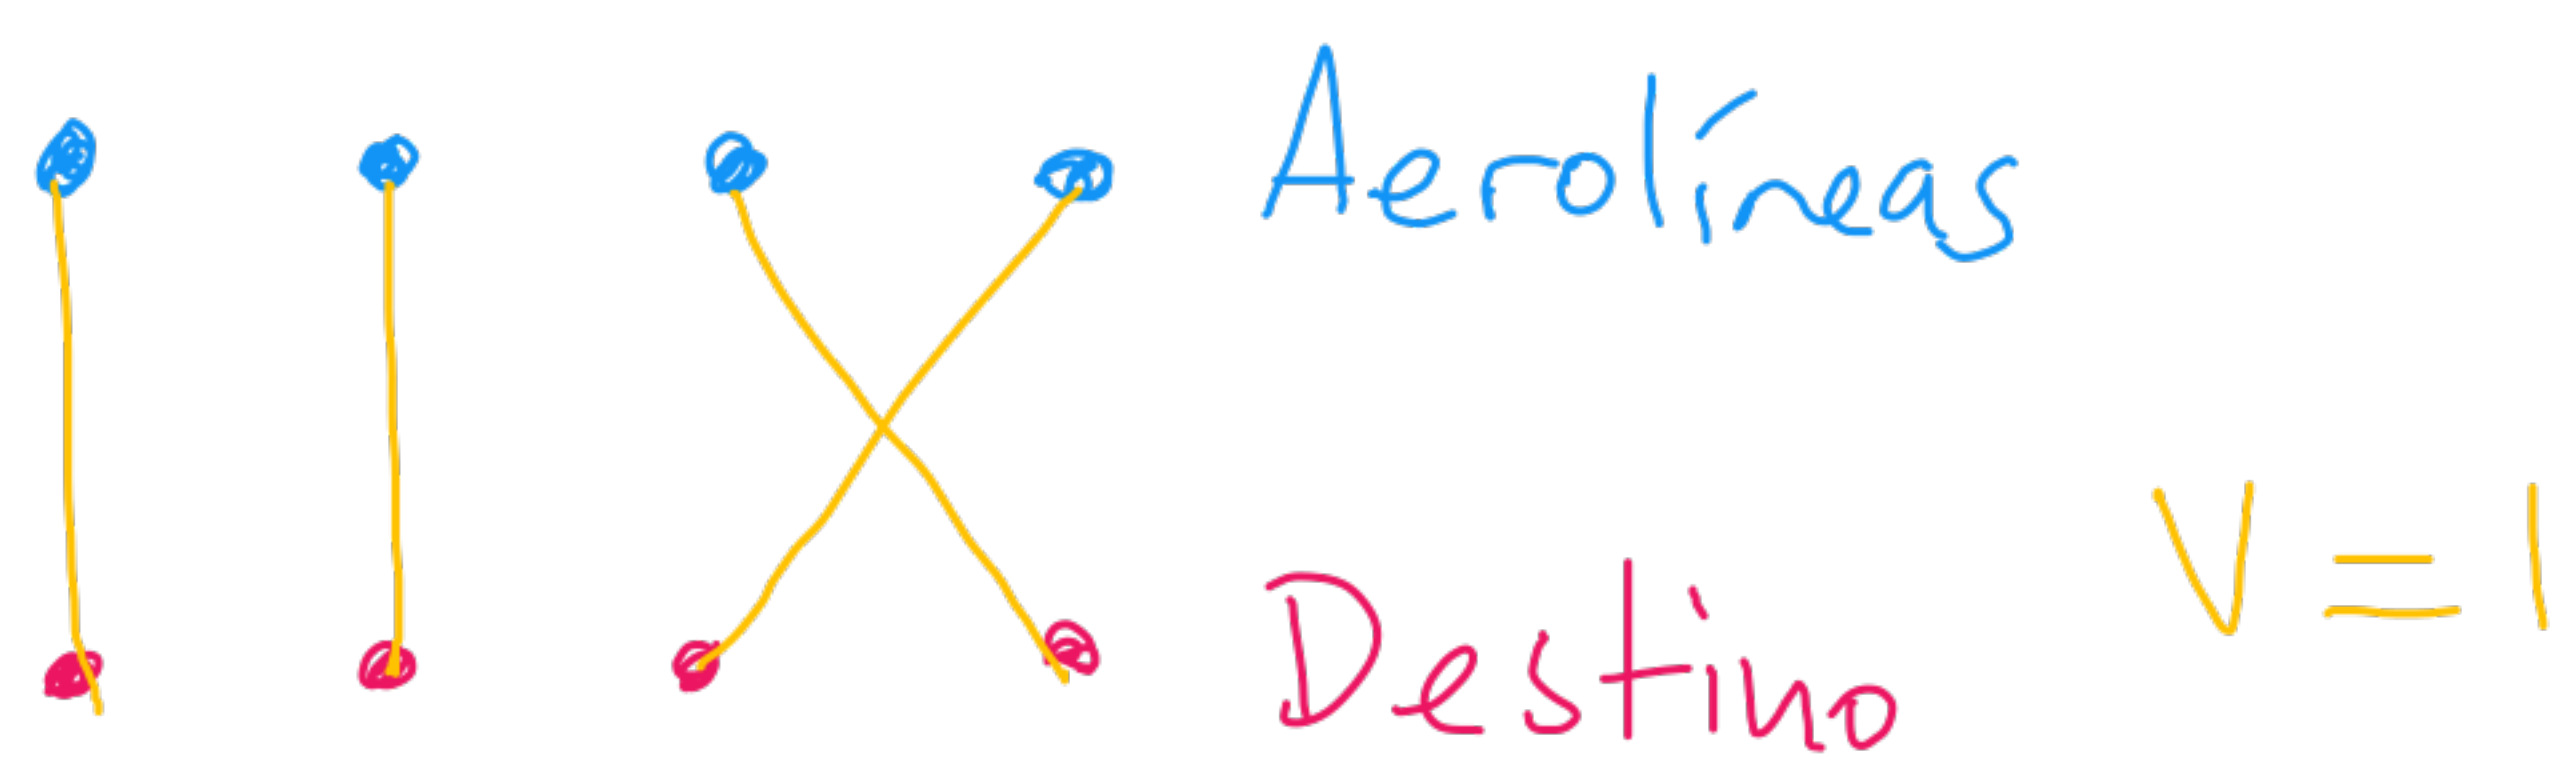 Aerolíneas
Destino
V = 1